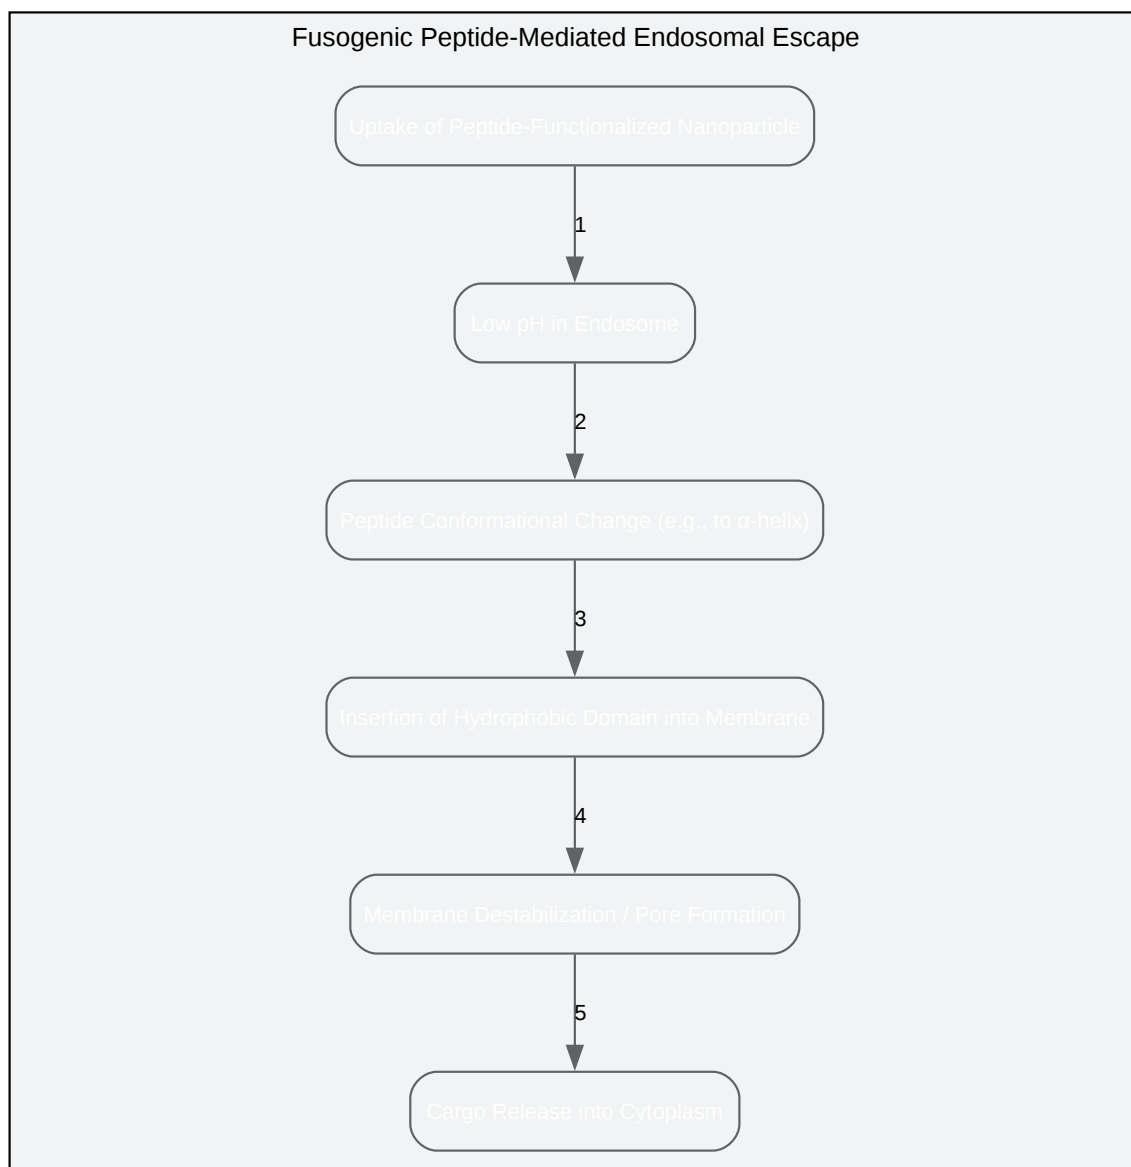 Fusogenic Peptide-Mediated Endosomal Escape
Uptake of Peptide-Functionalized Nanoparticle
1
Low pH in Endosome
2
Peptide Conformational Change (e.g., to α-helix)
3
Insertion of Hydrophobic Domain into Membrane
4
Membrane Destabilization / Pore Formation
5
Cargo Release into Cytoplasm